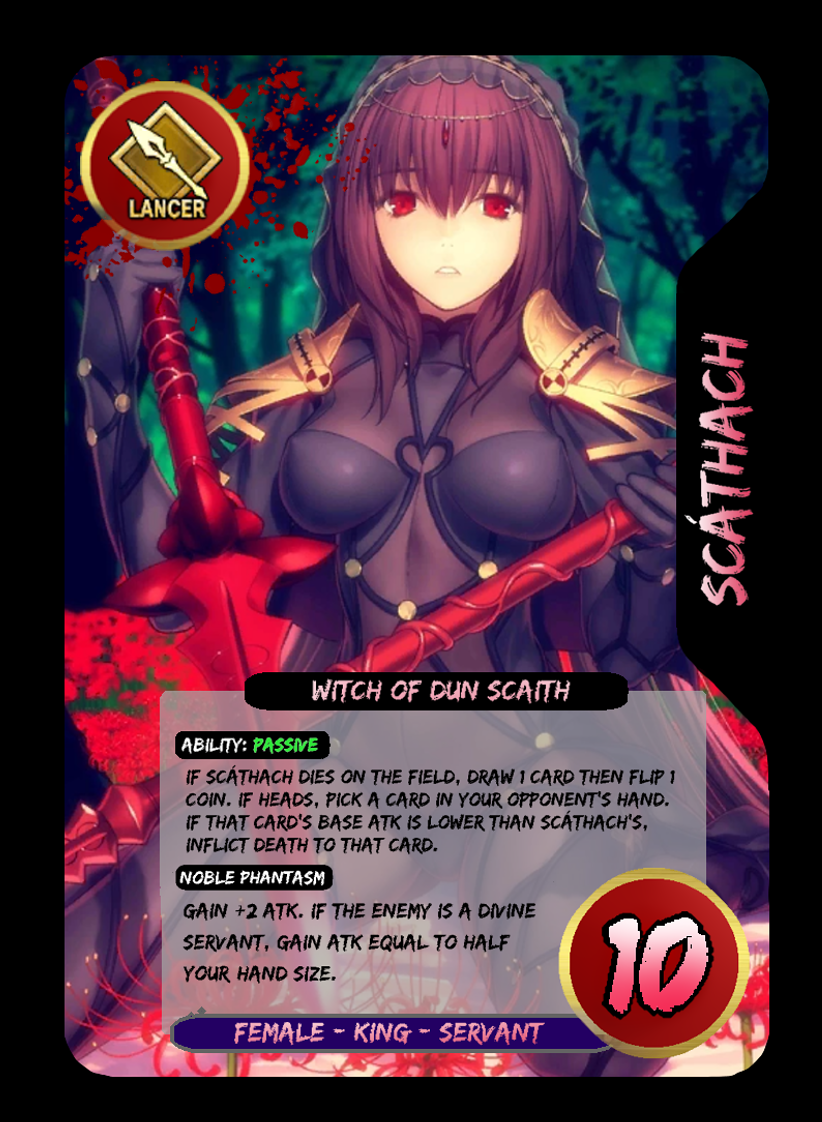 LANCER
SCÁTHACH
WITCH OF DUN SCAITH
ABILITY: PASSIVE
IF SCÁTHACH DIES ON THE FIELD, DRAW 1 CARD THEN FLIP 1
COIN. IF HEADS, PICK A CARD IN YOUR OPPONENT'S HAND.
IF THAT CARD'S BASE ATK IS LOWER THAN SCÁTHACH'S,
INFLICT DEATH TO THAT CARD.
NOBLE PHANTASM
GAIN +2 ATK. IF THE ENEMY IS A DIVINE
SERVANT, GAIN ATK EQUAL TO HALF
YOUR HAND SIZE.
10
FEMALE - KING - SERVANT